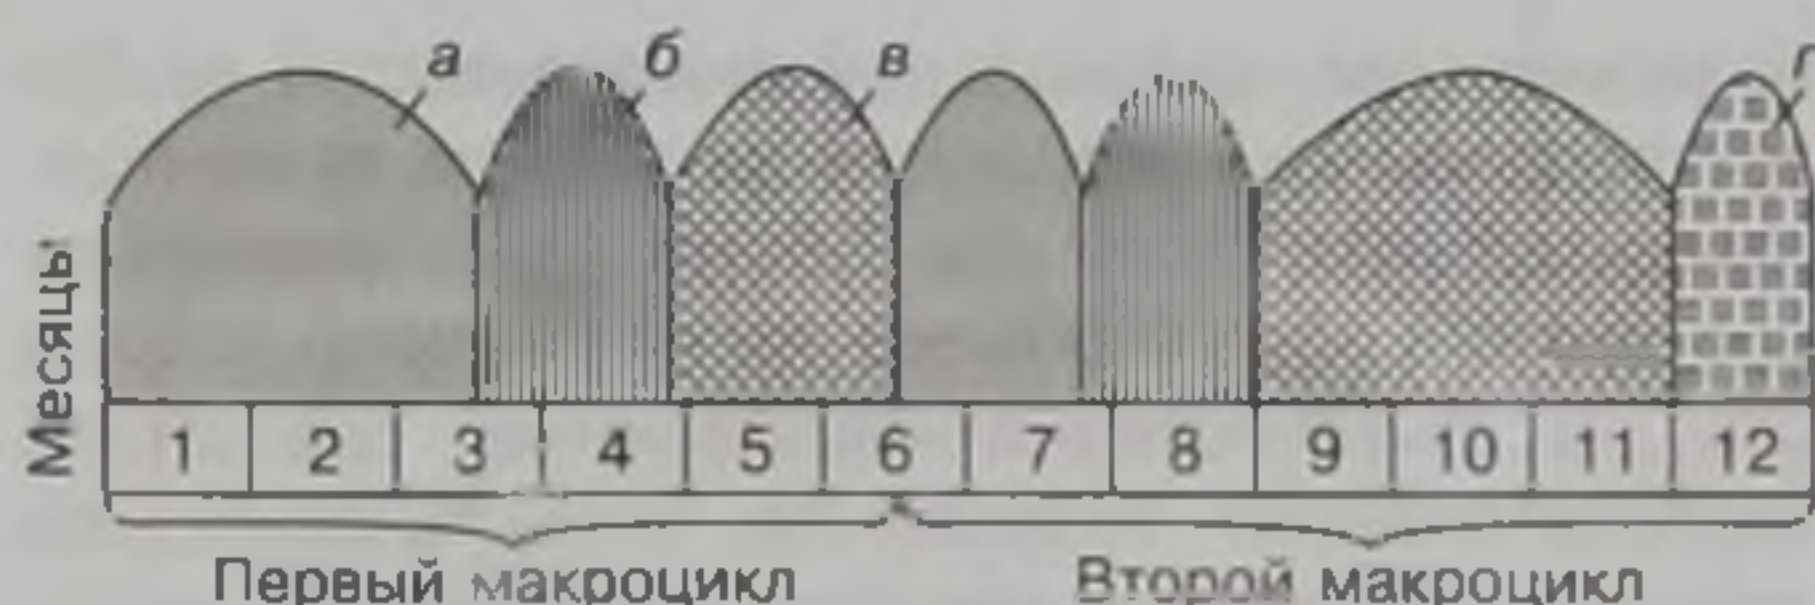 а б в г
Месяцы
1 2 3 4 5 6 7 8 9 10 11 12
Первый макроцикл Второй макроцикл